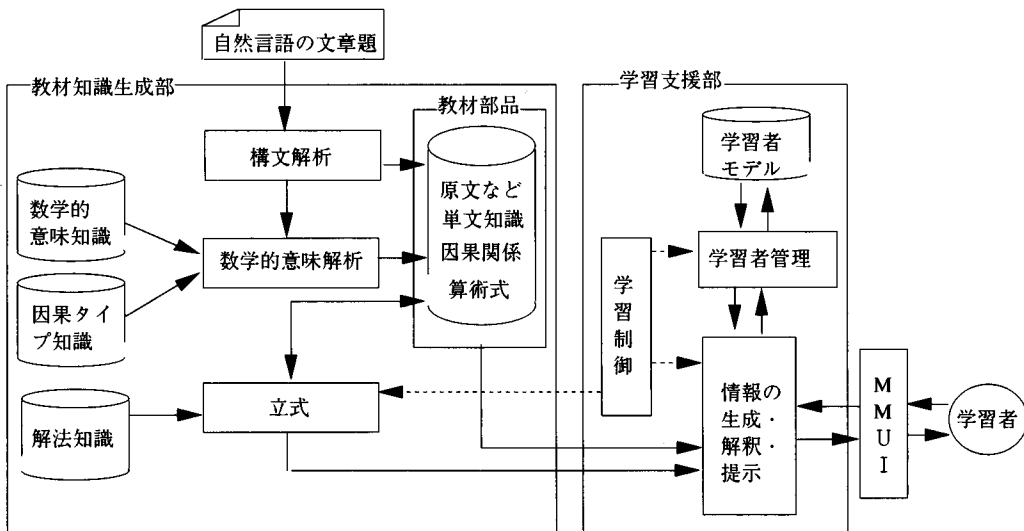 自然言語の文章題
教材知識生成部
学習支援部
教材部品
構文解析
原文など
単文知識
因果関係
算術式
学習者
モデル
数学的
意味知識
数学的意味解析
学習者管理
因果タイ
プ知識
学
習
制
御
立式
解法知識
情報の
生成・
解釈・
提示
M
M
U
I
学習者